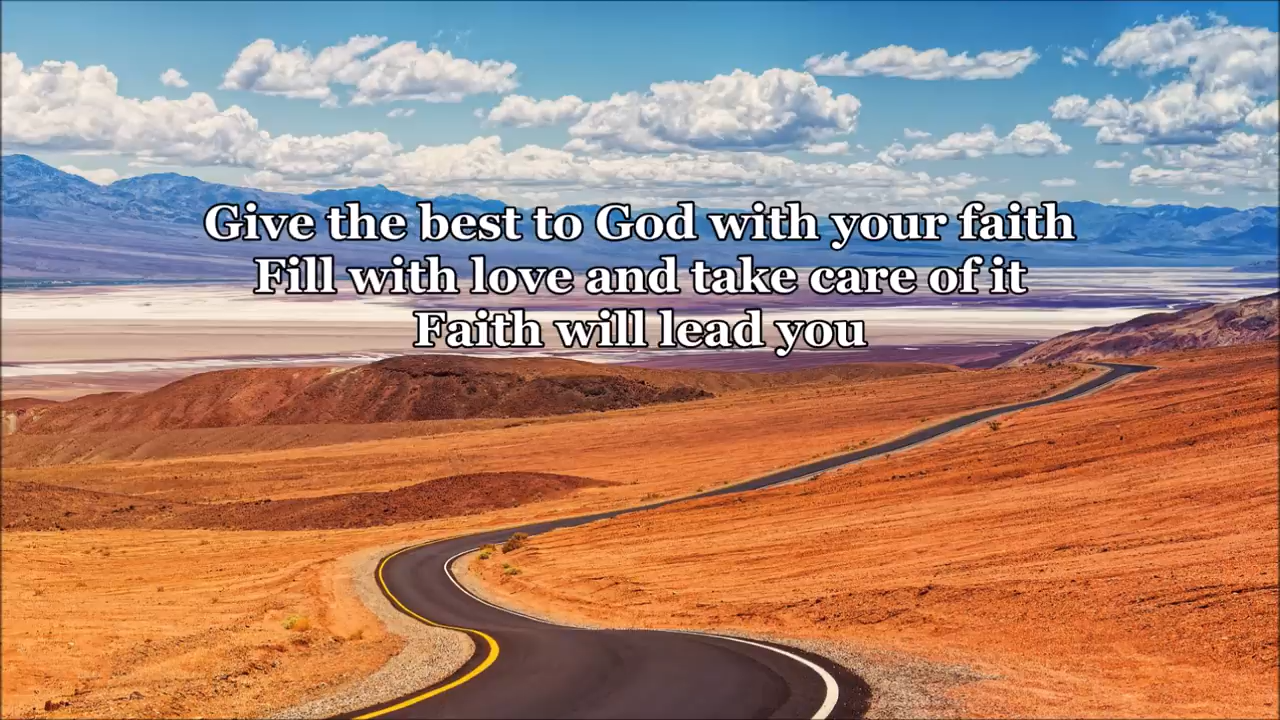 Give the best to God with your faith
Fill with love and take care of it
Faith will lead you